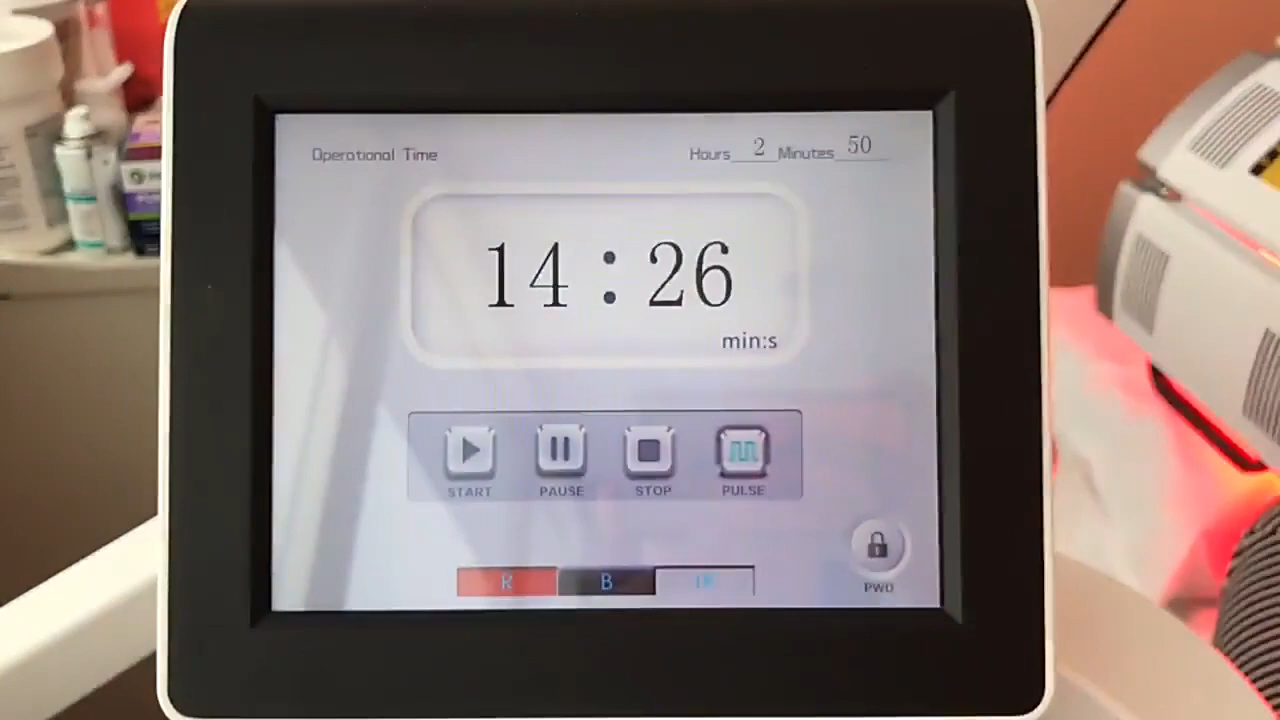 Operational Time Hours 2 Minutes 50
14 : 26
min:s
START PAUSE STOP PULSE
R B
PWD